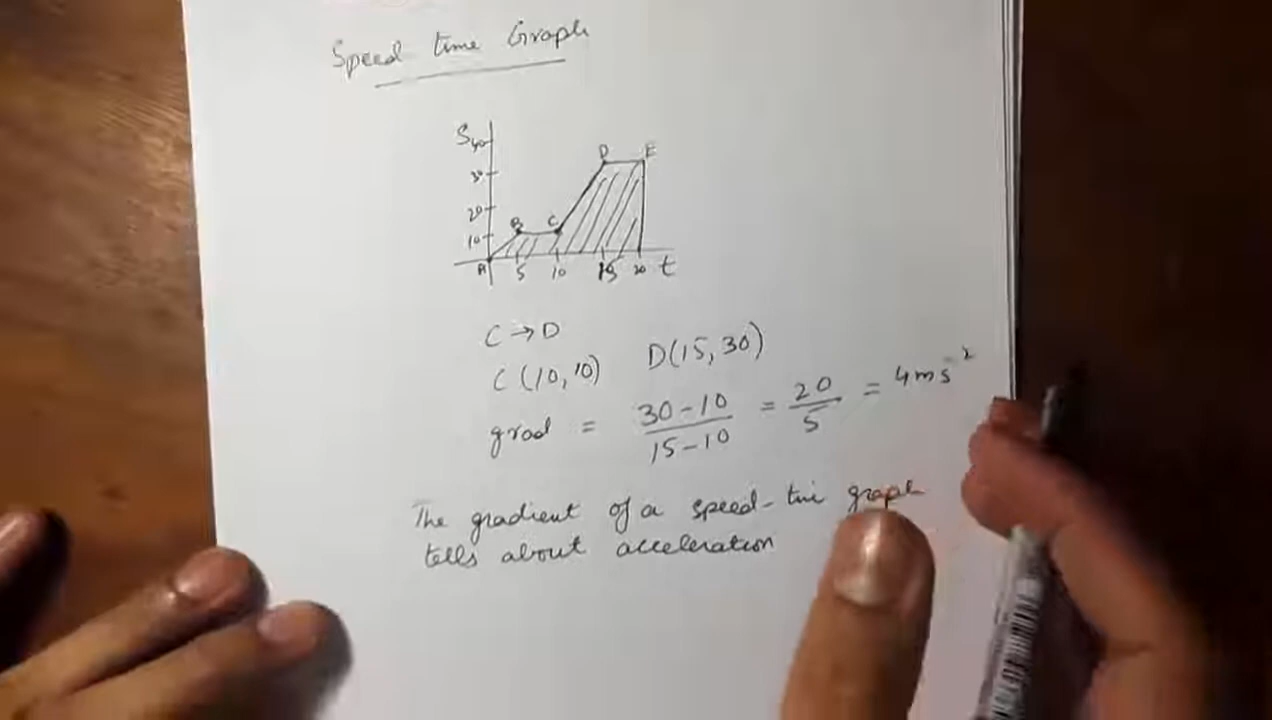 Speed time Graph
S
40
30
20
10
A B C D E
5 10 15 20 t
C → D
C (10, 10) D(15, 30)
grad = 30-10 / 15-10 = 20 / 5 = 4ms⁻²
The gradient of a speed-tim graph
tells about acceleration